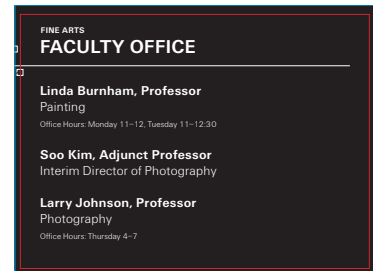 FINE ARTS
FACULTY OFFICE
Linda Burnham, Professor
Painting
Office Hours: Monday 11–12, Tuesday 11–12:30
Soo Kim, Adjunct Professor
Interim Director of Photography
Larry Johnson, Professor
Photography
Office Hours: Thursday 4–7